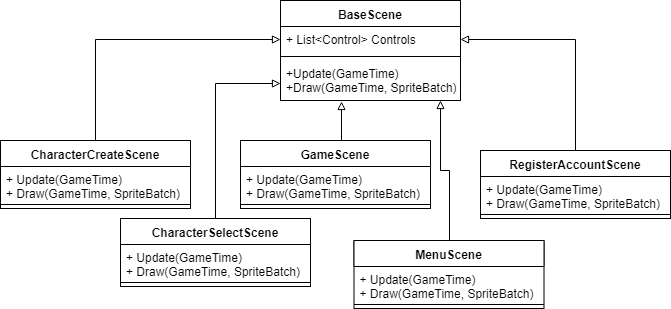 BaseScene
+ List<Control> Controls
+Update(GameTime)
+Draw(GameTime, SpriteBatch)
CharacterCreateScene
+ Update(GameTime)
+ Draw(GameTime, SpriteBatch)
GameScene
+ Update(GameTime)
+ Draw(GameTime, SpriteBatch)
RegisterAccountScene
+ Update(GameTime)
+ Draw(GameTime, SpriteBatch)
CharacterSelectScene
+ Update(GameTime)
+ Draw(GameTime, SpriteBatch)
MenuScene
+ Update(GameTime)
+ Draw(GameTime, SpriteBatch)